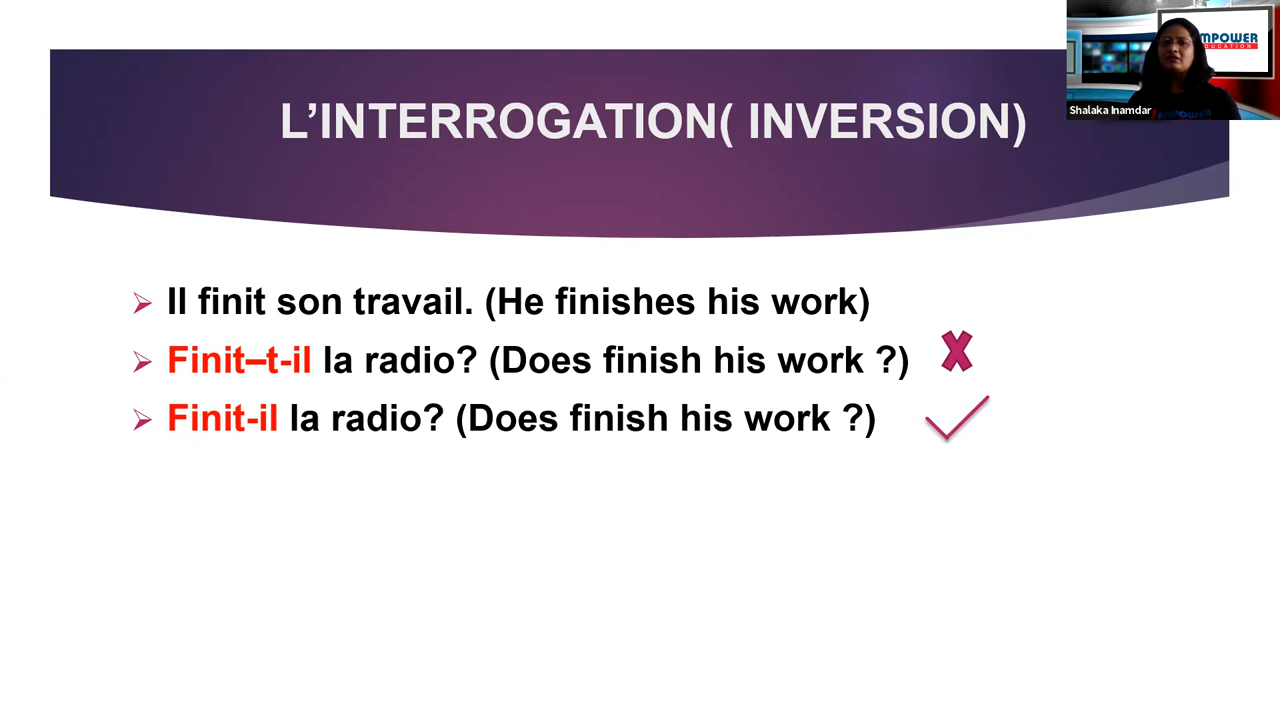 L’INTERROGATION( INVERSION)
MPOWER
EDUCATION
Shalaka Inamdar
Il finit son travail. (He finishes his work)
Finit–t-il la radio? (Does finish his work ?)
Finit-il la radio? (Does finish his work ?)